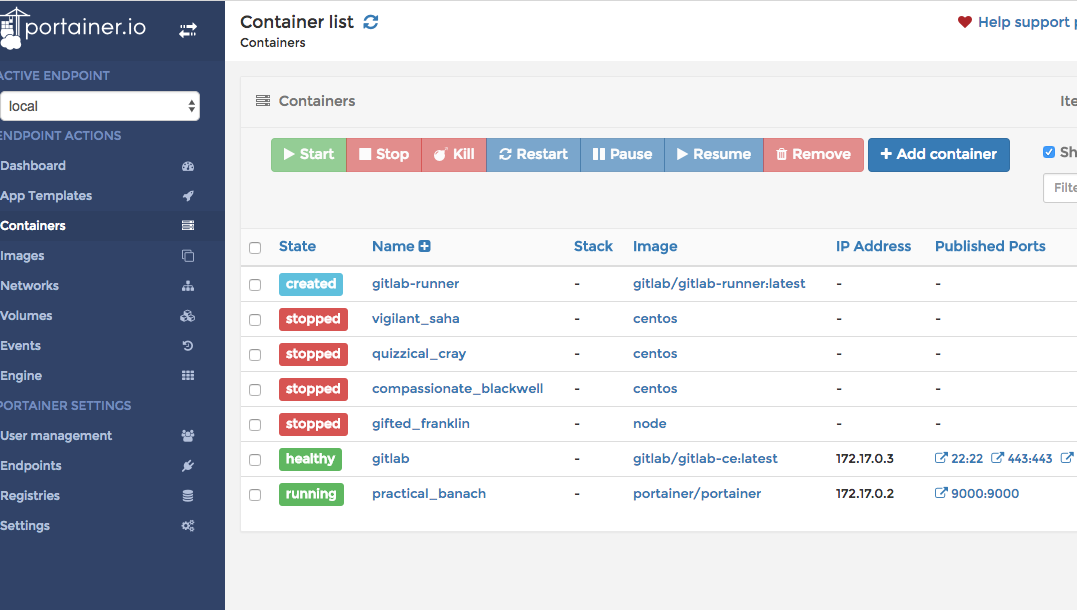 portainer.io
Container list
Containers
Help support
ACTIVE ENDPOINT
local
ENDPOINT ACTIONS
Dashboard
App Templates
Containers
Images
Networks
Volumes
Events
Engine
PORTAINER SETTINGS
User management
Endpoints
Registries
Settings
Containers
Start Stop Kill Restart Pause Resume Remove Add container
State Name Stack Image IP Address Published Ports
created gitlab-runner - gitlab/gitlab-runner:latest - -
stopped vigilant_saha - centos - -
stopped quizzical_cray - centos - -
stopped compassionate_blackwell - centos - -
stopped gifted_franklin - node - -
healthy gitlab - gitlab/gitlab-ce:latest 172.17.0.3 22:22 443:443
running practical_banach - portainer/portainer 172.17.0.2 9000:9000